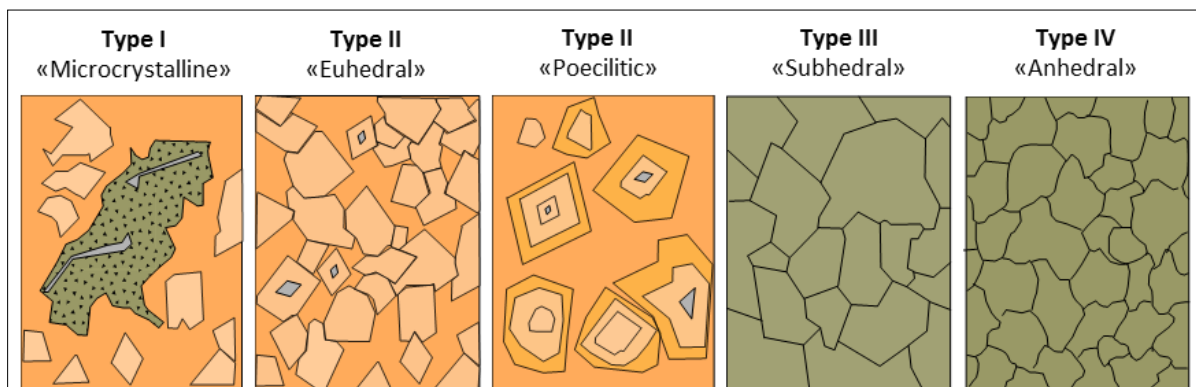 Type I
«Microcrystalline»
Type II
«Euhedral»
Type II
«Poecilitic»
Type III
«Subhedral»
Type IV
«Anhedral»